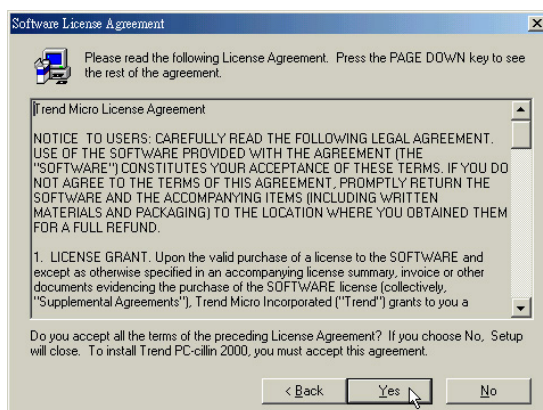 Software License Agreement
Please read the following License Agreement. Press the PAGE DOWN key to see
the rest of the agreement.
Trend Micro License Agreement
NOTICE TO USERS: CAREFULLY READ THE FOLLOWING LEGAL AGREEMENT.
USE OF THE SOFTWARE PROVIDED WITH THE AGREEMENT (THE
"SOFTWARE") CONSTITUTES YOUR ACCEPTANCE OF THESE TERMS. IF YOU DO
NOT AGREE TO THE TERMS OF THIS AGREEMENT, PROMPTLY RETURN THE
SOFTWARE AND THE ACCOMPANYING ITEMS (INCLUDING WRITTEN
MATERIALS AND PACKAGING) TO THE LOCATION WHERE YOU OBTAINED THEM
FOR A FULL REFUND.
1. LICENSE GRANT. Upon the valid purchase of a license to the SOFTWARE and
except as otherwise specified in an accompanying license summary, invoice or other
documents evidencing the purchase of the SOFTWARE license (collectively,
"Supplemental Agreements"), Trend Micro Incorporated ("Trend") grants to you a
Do you accept all the terms of the preceding License Agreement? If you choose No, Setup
will close. To install Trend PC-cillin 2000, you must accept this agreement.
< Back Yes No